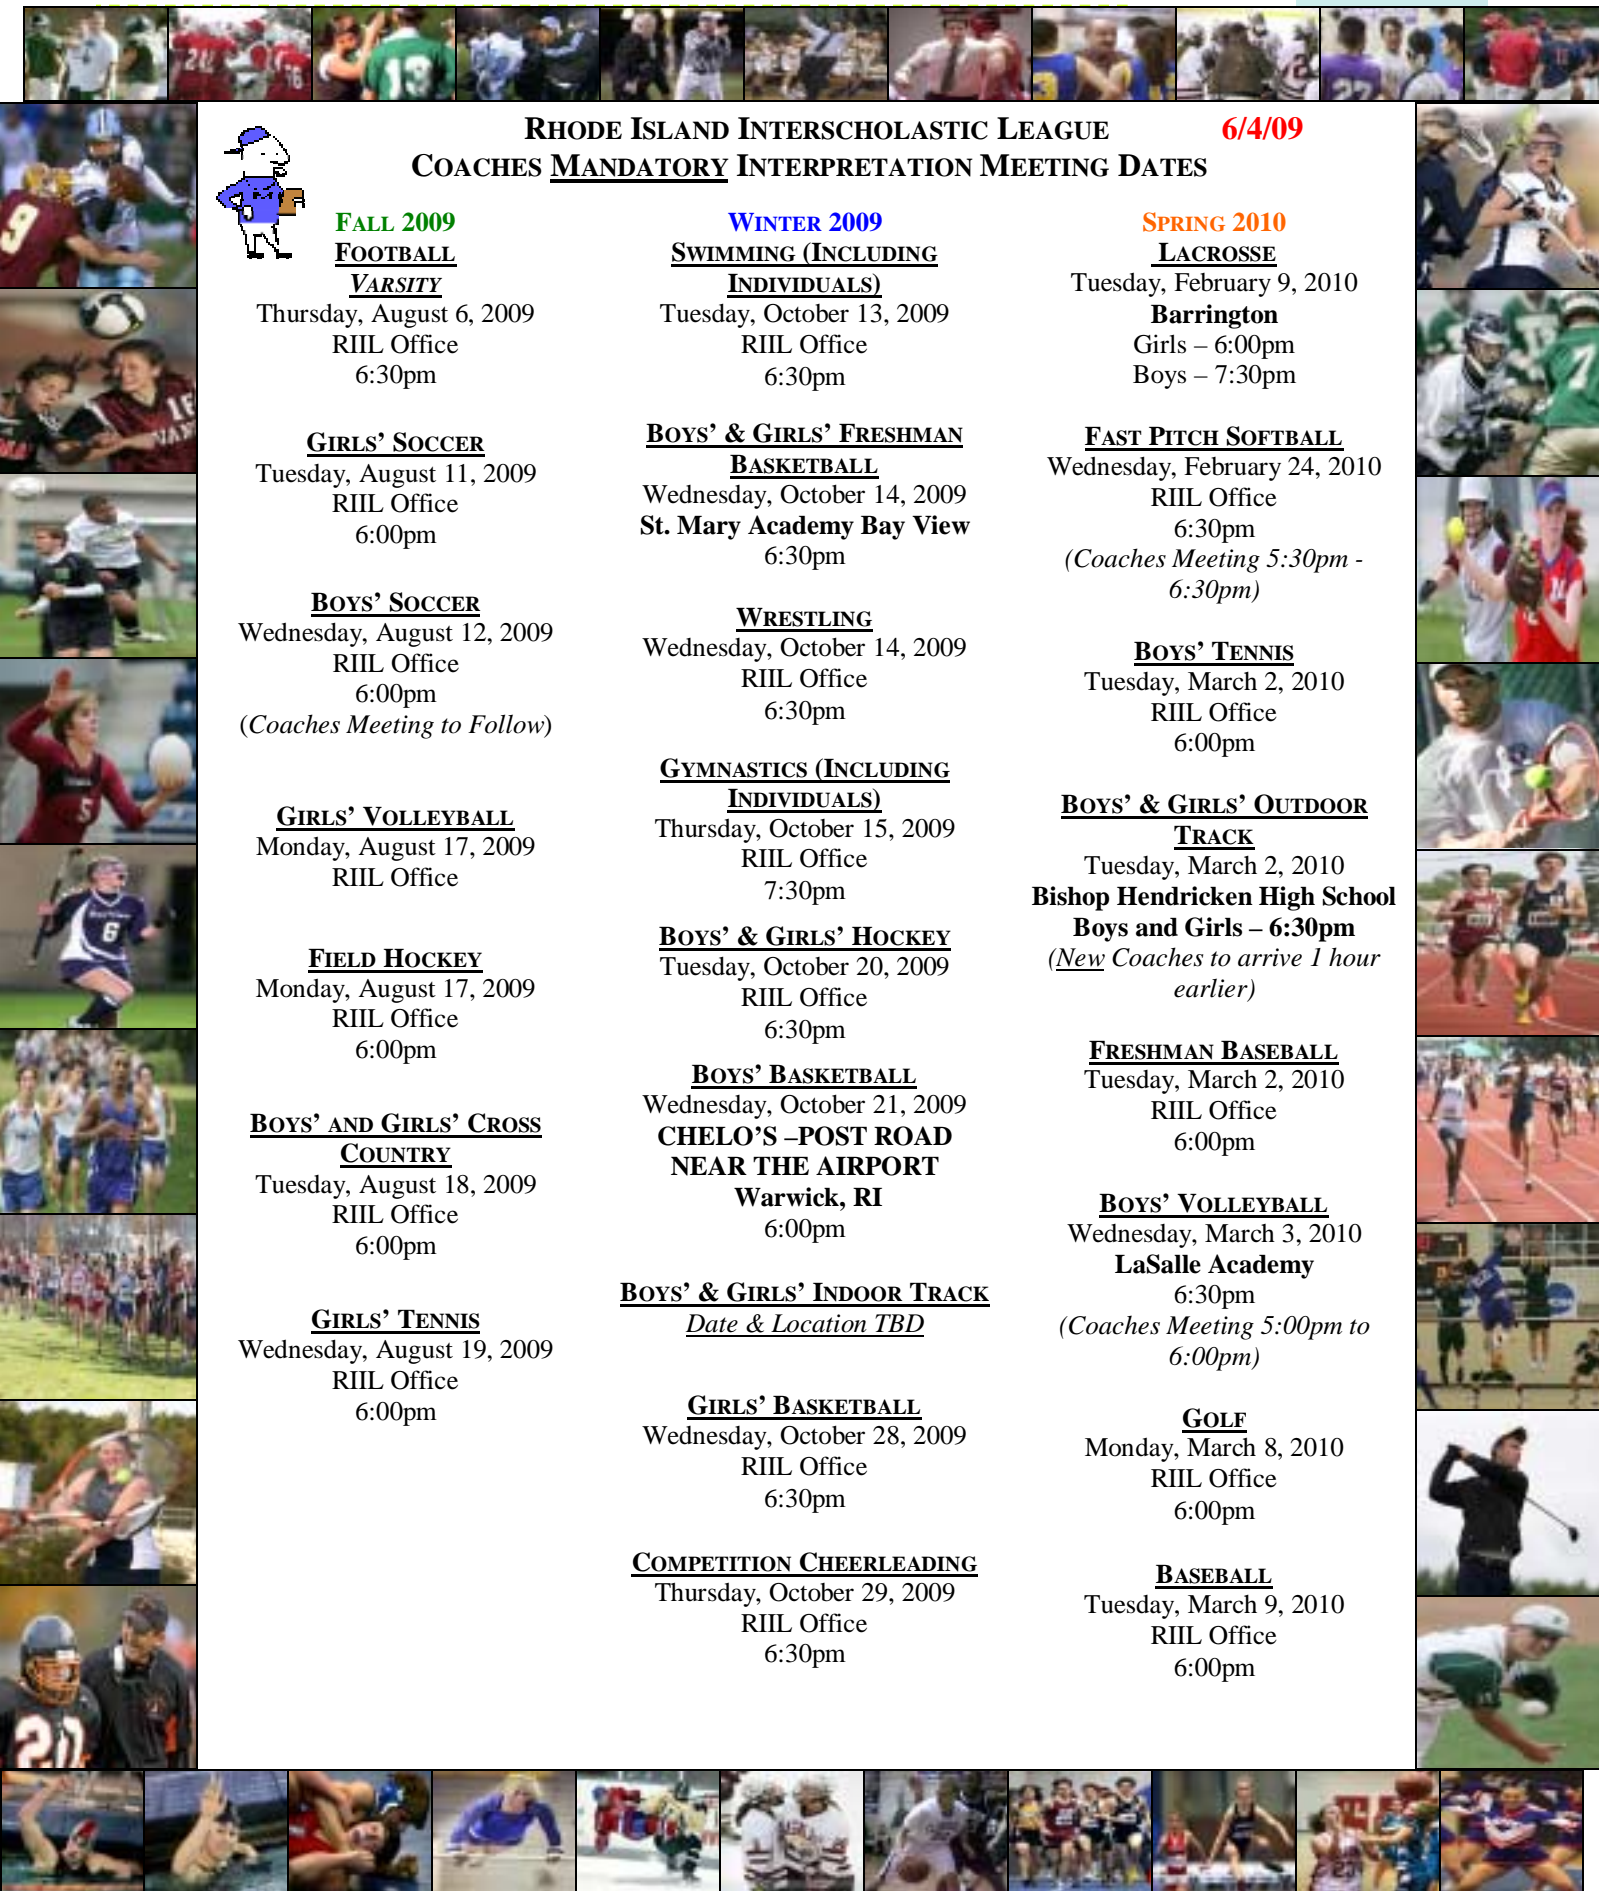 RHODE ISLAND INTERSCHOLASTIC LEAGUE 6/4/09
COACHES MANDATORY INTERPRETATION MEETING DATES
FALL 2009
FOOTBALL
VARSITY
Thursday, August 6, 2009
RIIL Office
6:30pm
GIRLS' SOCCER
Tuesday, August 11, 2009
RIIL Office
6:00pm
BOYS' SOCCER
Wednesday, August 12, 2009
RIIL Office
6:00pm
(Coaches Meeting to Follow)
GIRLS' VOLLEYBALL
Monday, August 17, 2009
RIIL Office
FIELD HOCKEY
Monday, August 17, 2009
RIIL Office
6:00pm
BOYS' AND GIRLS' CROSS
COUNTRY
Tuesday, August 18, 2009
RIIL Office
6:00pm
GIRLS' TENNIS
Wednesday, August 19, 2009
RIIL Office
6:00pm
WINTER 2009
SWIMMING (INCLUDING
INDIVIDUALS)
Tuesday, October 13, 2009
RIIL Office
6:30pm
BOYS' & GIRLS' FRESHMAN
BASKETBALL
Wednesday, October 14, 2009
St. Mary Academy Bay View
6:30pm
WRESTLING
Wednesday, October 14, 2009
RIIL Office
6:30pm
GYMNASTICS (INCLUDING
INDIVIDUALS)
Thursday, October 15, 2009
RIIL Office
7:30pm
BOYS' & GIRLS' HOCKEY
Tuesday, October 20, 2009
RIIL Office
6:30pm
BOYS' BASKETBALL
Wednesday, October 21, 2009
CHELO'S –POST ROAD
NEAR THE AIRPORT
Warwick, RI
6:00pm
BOYS' & GIRLS' INDOOR TRACK
Date & Location TBD
GIRLS' BASKETBALL
Wednesday, October 28, 2009
RIIL Office
6:30pm
COMPETITION CHEERLEADING
Thursday, October 29, 2009
RIIL Office
6:30pm
SPRING 2010
LACROSSE
Tuesday, February 9, 2010
Barrington
Girls – 6:00pm
Boys – 7:30pm
FAST PITCH SOFTBALL
Wednesday, February 24, 2010
RIIL Office
6:30pm
(Coaches Meeting 5:30pm -
6:30pm)
BOYS' TENNIS
Tuesday, March 2, 2010
RIIL Office
6:00pm
BOYS' & GIRLS' OUTDOOR
TRACK
Tuesday, March 2, 2010
Bishop Hendricken High School
Boys and Girls – 6:30pm
(New Coaches to arrive 1 hour
earlier)
FRESHMAN BASEBALL
Tuesday, March 2, 2010
RIIL Office
6:00pm
BOYS' VOLLEYBALL
Wednesday, March 3, 2010
LaSalle Academy
6:30pm
(Coaches Meeting 5:00pm to
6:00pm)
GOLF
Monday, March 8, 2010
RIIL Office
6:00pm
BASEBALL
Tuesday, March 9, 2010
RIIL Office
6:00pm
13
9
7
5
6
20